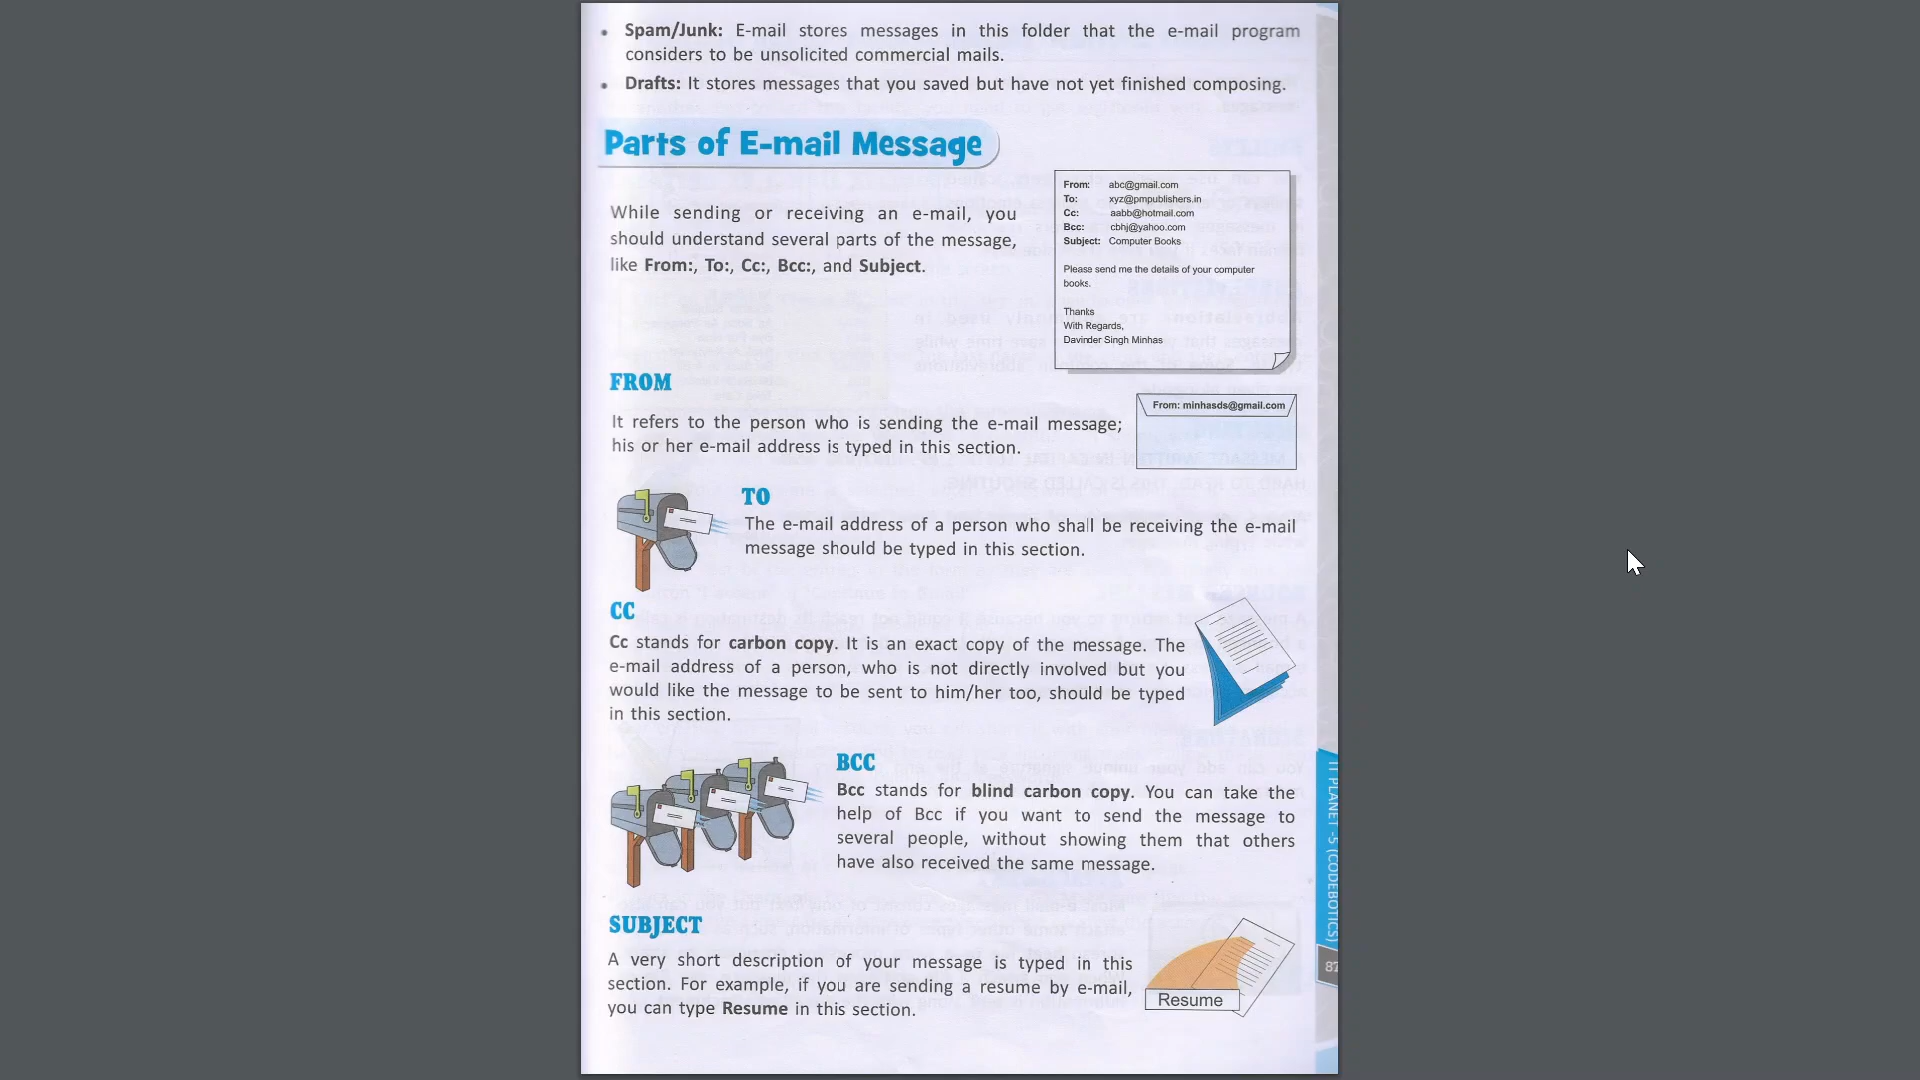 • Spam/Junk: E-mail stores messages in this folder that the e-mail program
considers to be unsolicited commercial mails.
• Drafts: It stores messages that you saved but have not yet finished composing.
Parts of E-mail Message
While sending or receiving an e-mail, you
should understand several parts of the message,
like From:, To:, Cc:, Bcc:, and Subject.
From: abc@gmail.com
To: xyz@pmpublishers.in
Cc: aabb@hotmail.com
Bcc: cbhj@yahoo.com
Subject: Computer Books
Please send me the details of your computer
books.
Thanks
With Regards,
Davinder Singh Minhas
FROM
It refers to the person who is sending the e-mail message;
his or her e-mail address is typed in this section.
From: minhasds@gmail.com
TO
The e-mail address of a person who shall be receiving the e-mail
message should be typed in this section.
CC
Cc stands for carbon copy. It is an exact copy of the message. The
e-mail address of a person, who is not directly involved but you
would like the message to be sent to him/her too, should be typed
in this section.
BCC
Bcc stands for blind carbon copy. You can take the
help of Bcc if you want to send the message to
several people, without showing them that others
have also received the same message.
SUBJECT
A very short description of your message is typed in this
section. For example, if you are sending a resume by e-mail,
you can type Resume in this section.
Resume
IT PLANET -5 (CODEBOTICS)
87